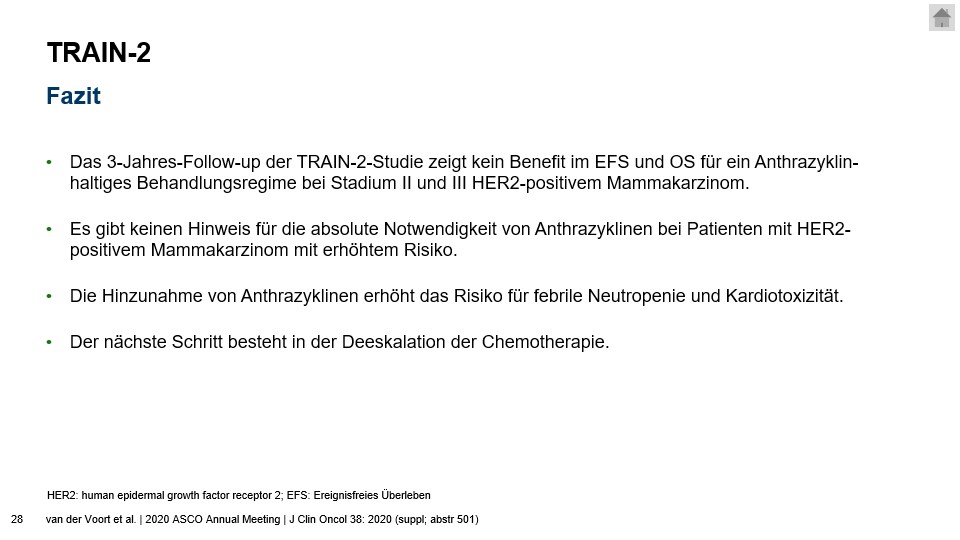 TRAIN-2
Fazit
• Das 3-Jahres-Follow-up der TRAIN-2-Studie zeigt kein Benefit im EFS und OS für ein Anthrazyklin-
haltiges Behandlungsregime bei Stadium II und III HER2-positivem Mammakarzinom.
• Es gibt keinen Hinweis für die absolute Notwendigkeit von Anthrazyklinen bei Patienten mit HER2-
positivem Mammakarzinom mit erhöhtem Risiko.
• Die Hinzunahme von Anthrazyklinen erhöht das Risiko für febrile Neutropenie und Kardiotoxizität.
• Der nächste Schritt besteht in der Deeskalation der Chemotherapie.
HER2: human epidermal growth factor receptor 2; EFS: Ereignisfreies Überleben
28 van der Voort et al. | 2020 ASCO Annual Meeting | J Clin Oncol 38: 2020 (suppl; abstr 501)